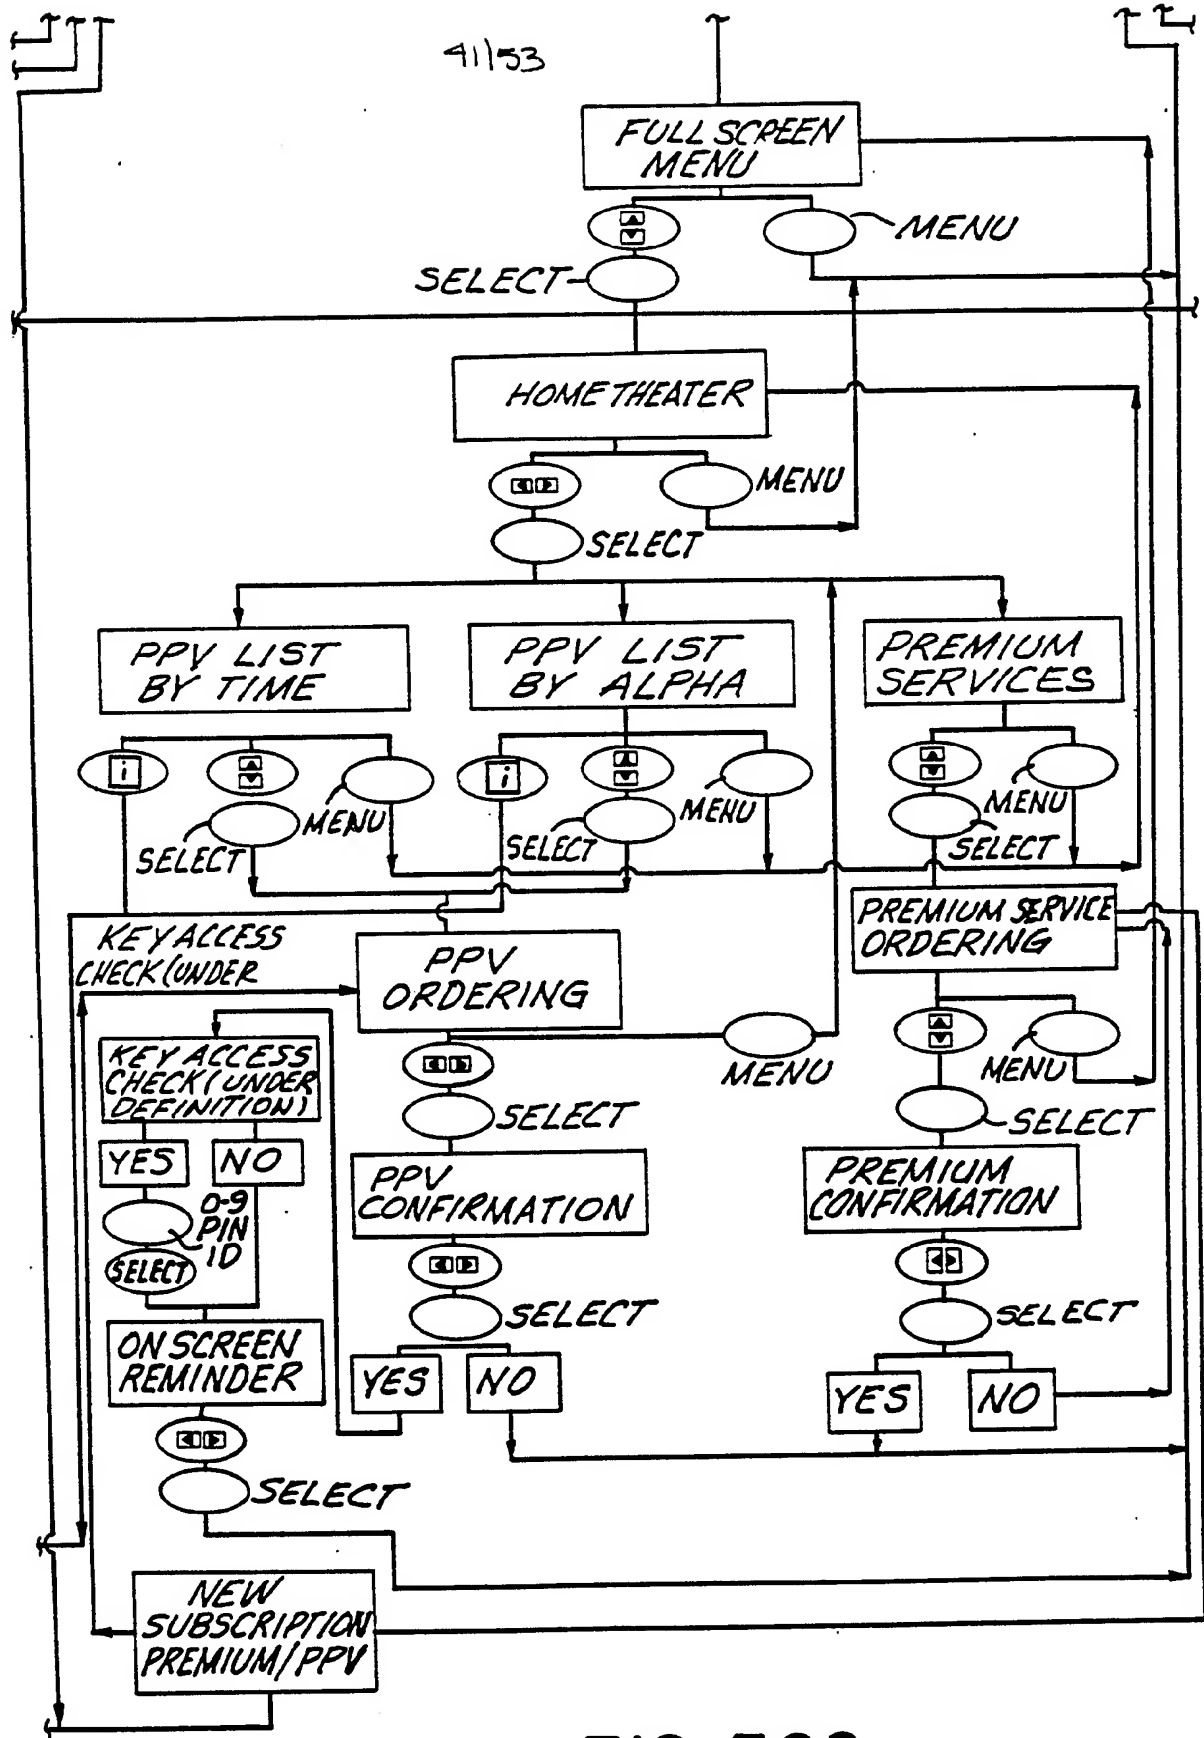 41/53
FULL SCREEN
MENU
MENU
SELECT
HOME THEATER
MENU
SELECT
PPV LIST
BY TIME
PPV LIST
BY ALPHA
PREMIUM
SERVICES
i
MENU
SELECT
i
MENU
SELECT
MENU
SELECT
KEY ACCESS
CHECK (UNDER
PPV
ORDERING
PREMIUM SERVICE
ORDERING
MENU
MENU
KEY ACCESS
CHECK (UNDER
DEFINITION)
SELECT
SELECT
YES
NO
PPV
CONFIRMATION
PREMIUM
CONFIRMATION
0-9
PIN
ID
SELECT
SELECT
SELECT
ON SCREEN
REMINDER
YES
NO
YES
NO
SELECT
NEW
SUBSCRIPTION
PREMIUM/PPV